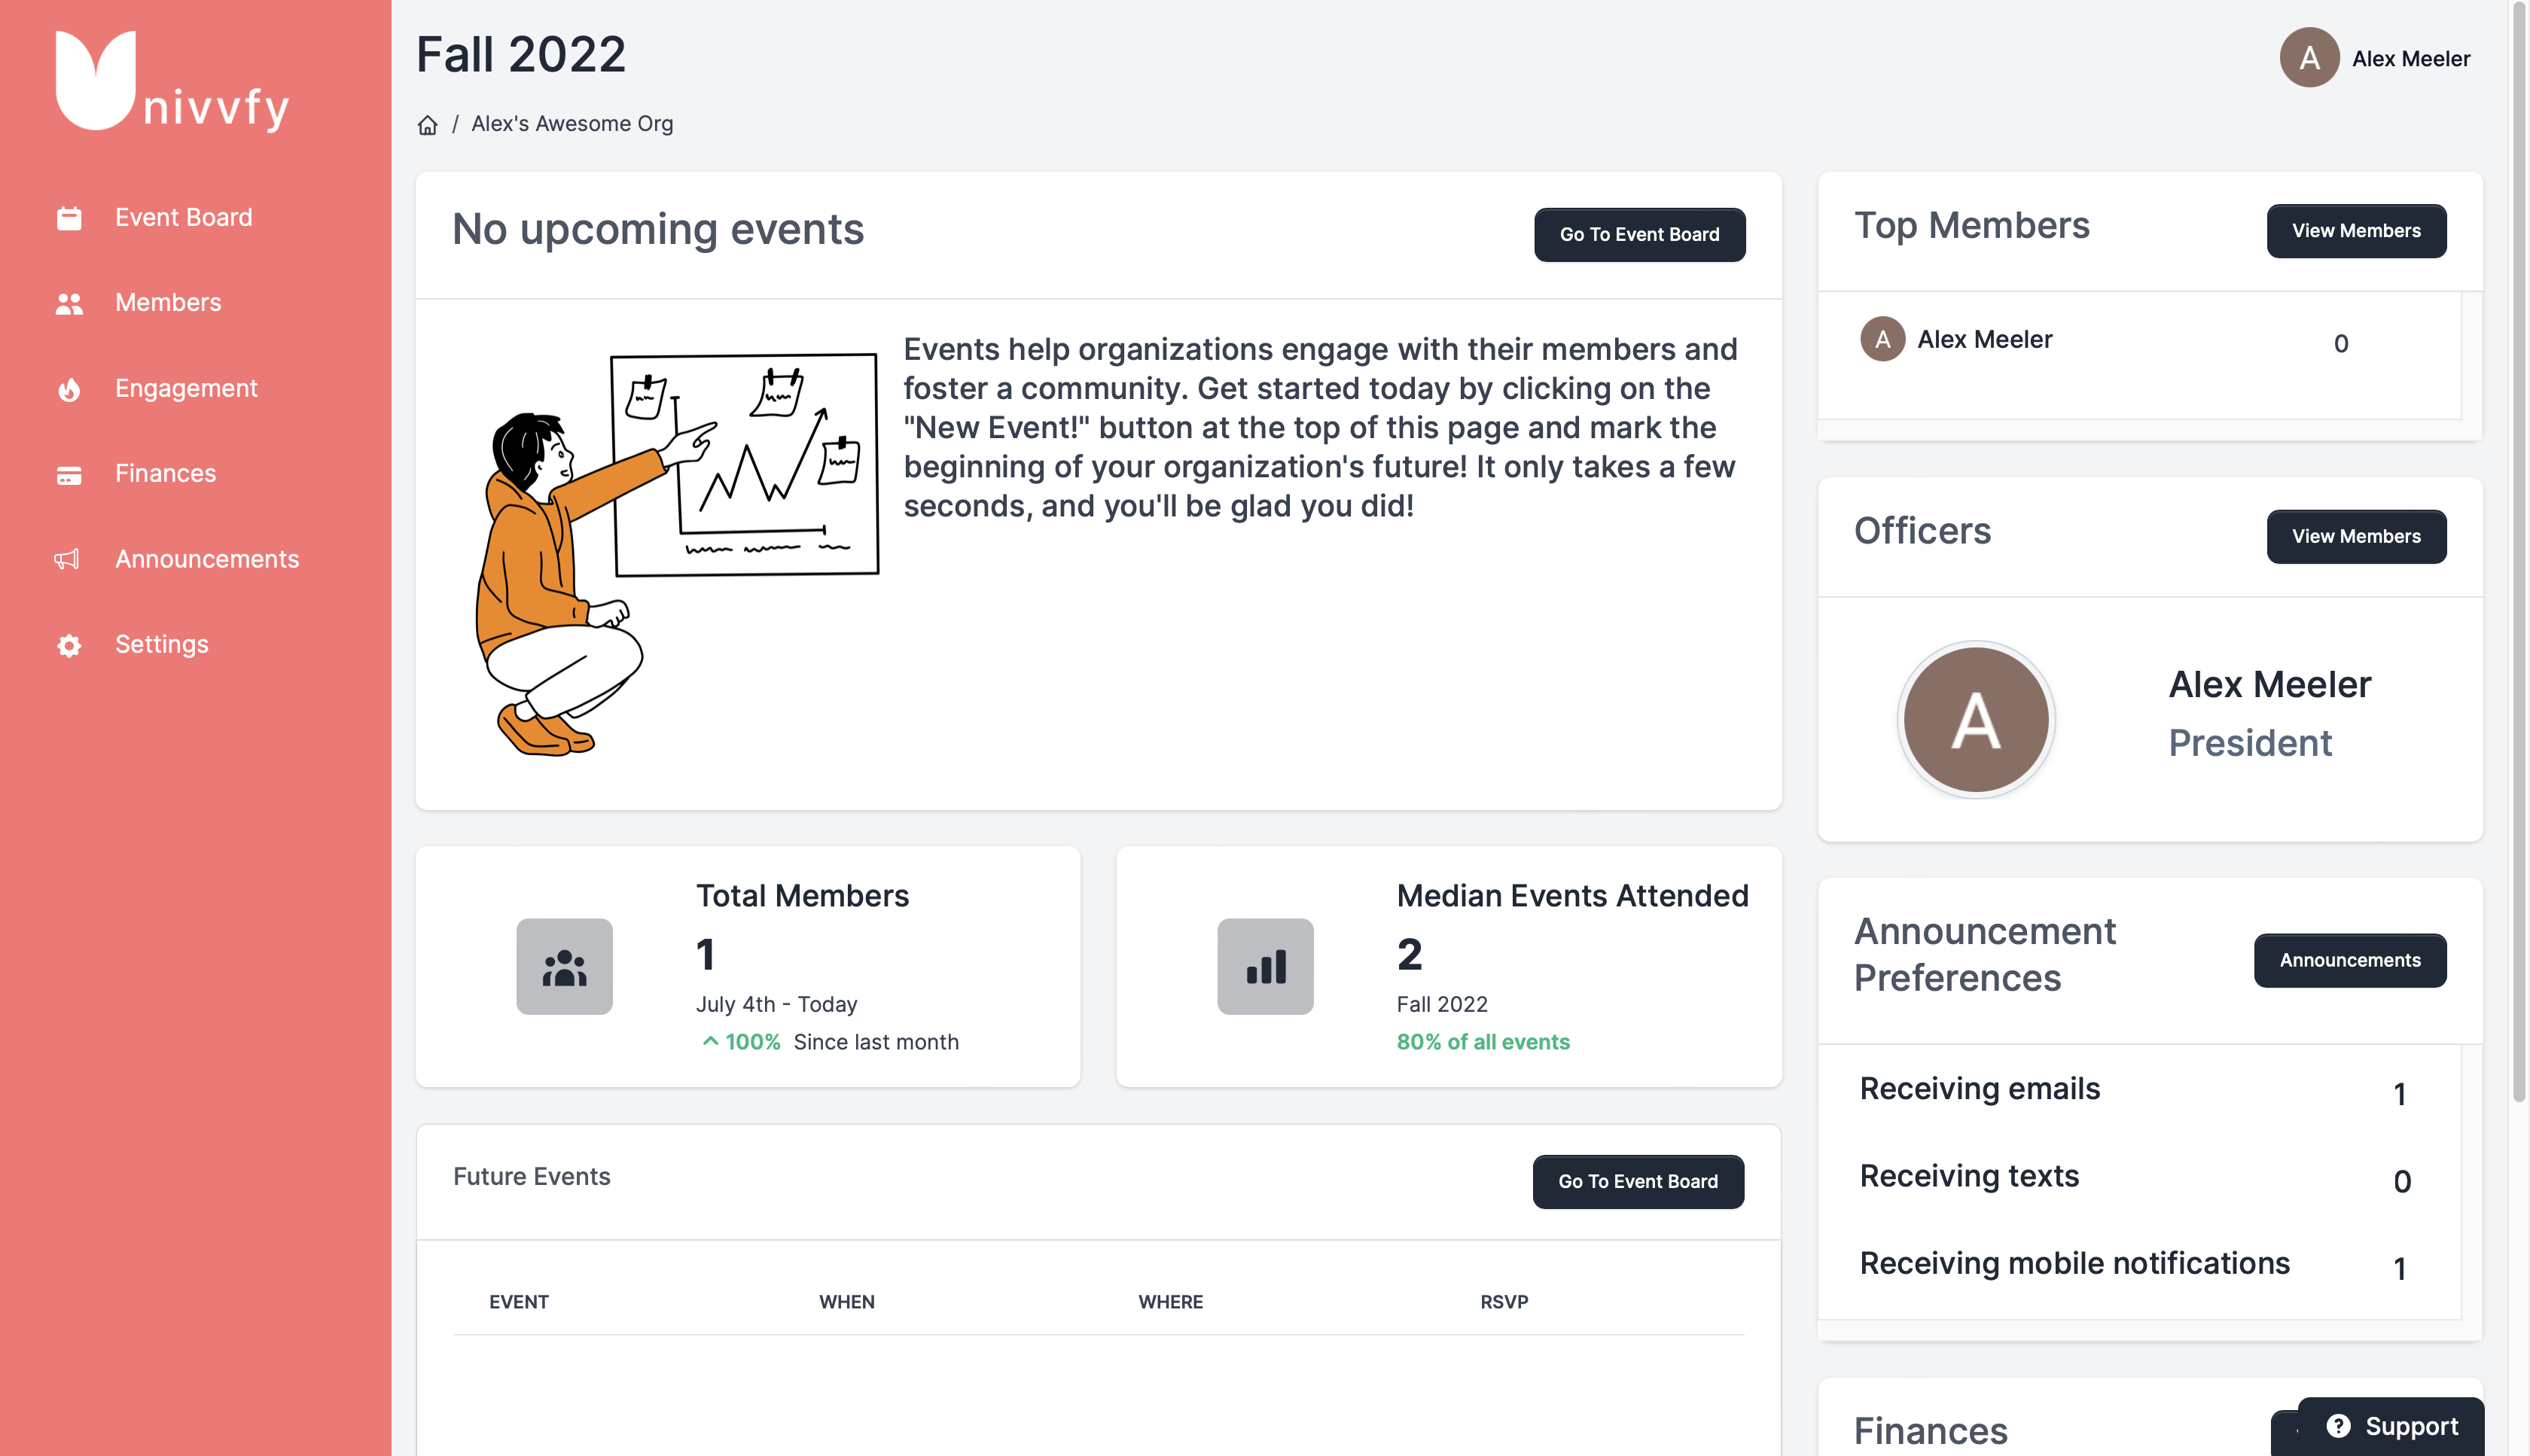 Univvfy
Event Board
Members
Engagement
Finances
Announcements
Settings
Fall 2022
/ Alex's Awesome Org
A Alex Meeler
No upcoming events
Go To Event Board
Events help organizations engage with their members and
foster a community. Get started today by clicking on the
"New Event!" button at the top of this page and mark the
beginning of your organization's future! It only takes a few
seconds, and you'll be glad you did!
Total Members
1
July 4th - Today
100% Since last month
Median Events Attended
2
Fall 2022
80% of all events
Future Events
Go To Event Board
EVENT WHEN WHERE RSVP
Top Members
View Members
A Alex Meeler 0
Officers
View Members
A
Alex Meeler
President
Announcement
Preferences
Announcements
Receiving emails 1
Receiving texts 0
Receiving mobile notifications 1
Finances
? Support